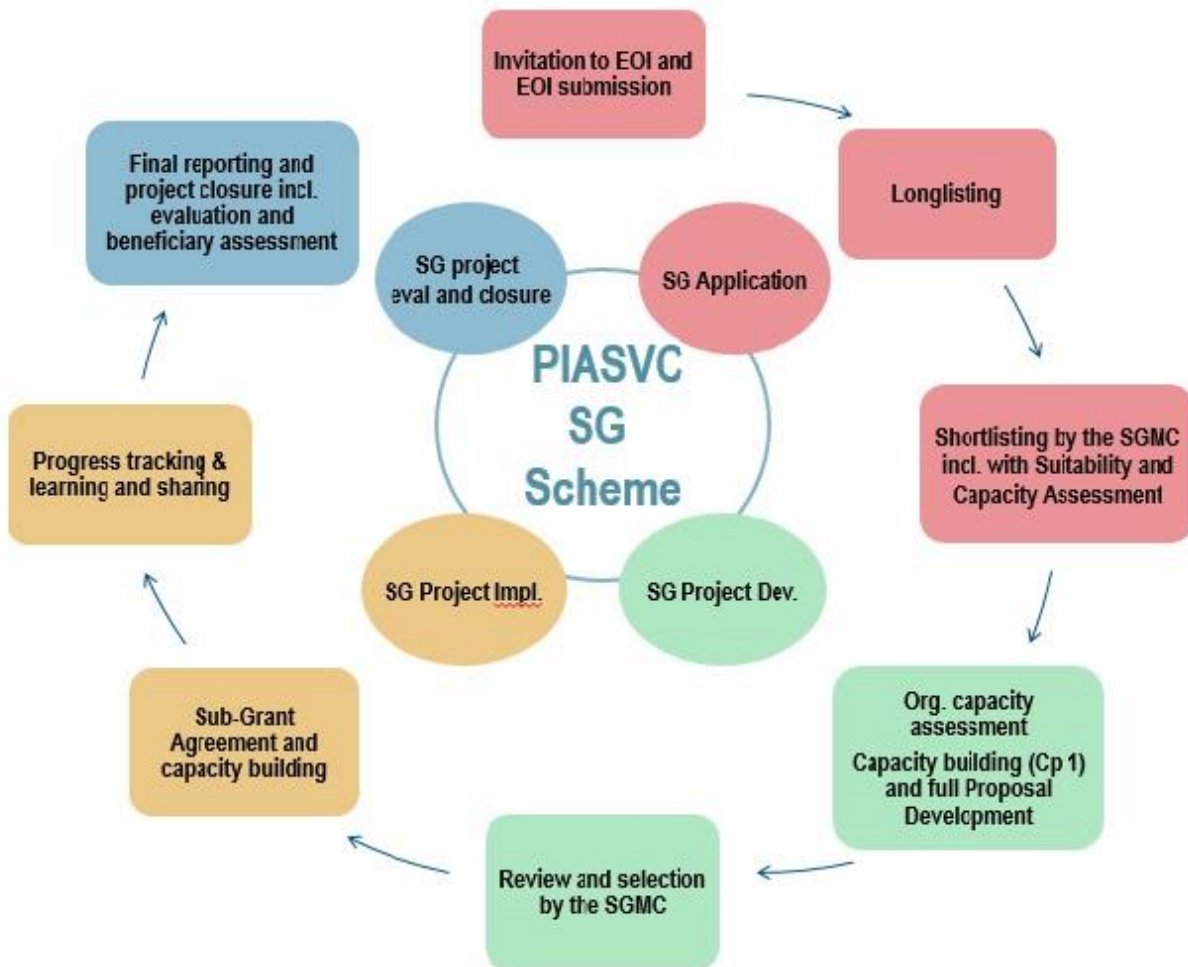 Invitation to EOI and
EOI submission
Longlisting
Shortlisting by the SGMC
incl. with Suitability and
Capacity Assessment
Org. capacity
assessment
Capacity building (Cp 1)
and full Proposal
Development
Review and selection
by the SGMC
Sub-Grant
Agreement and
capacity building
Progress tracking &
learning and sharing
Final reporting and
project closure incl.
evaluation and
beneficiary assessment
SG project
eval and closure
SG Application
PIASVC
SG
Scheme
SG Project Impl.
SG Project Dev.